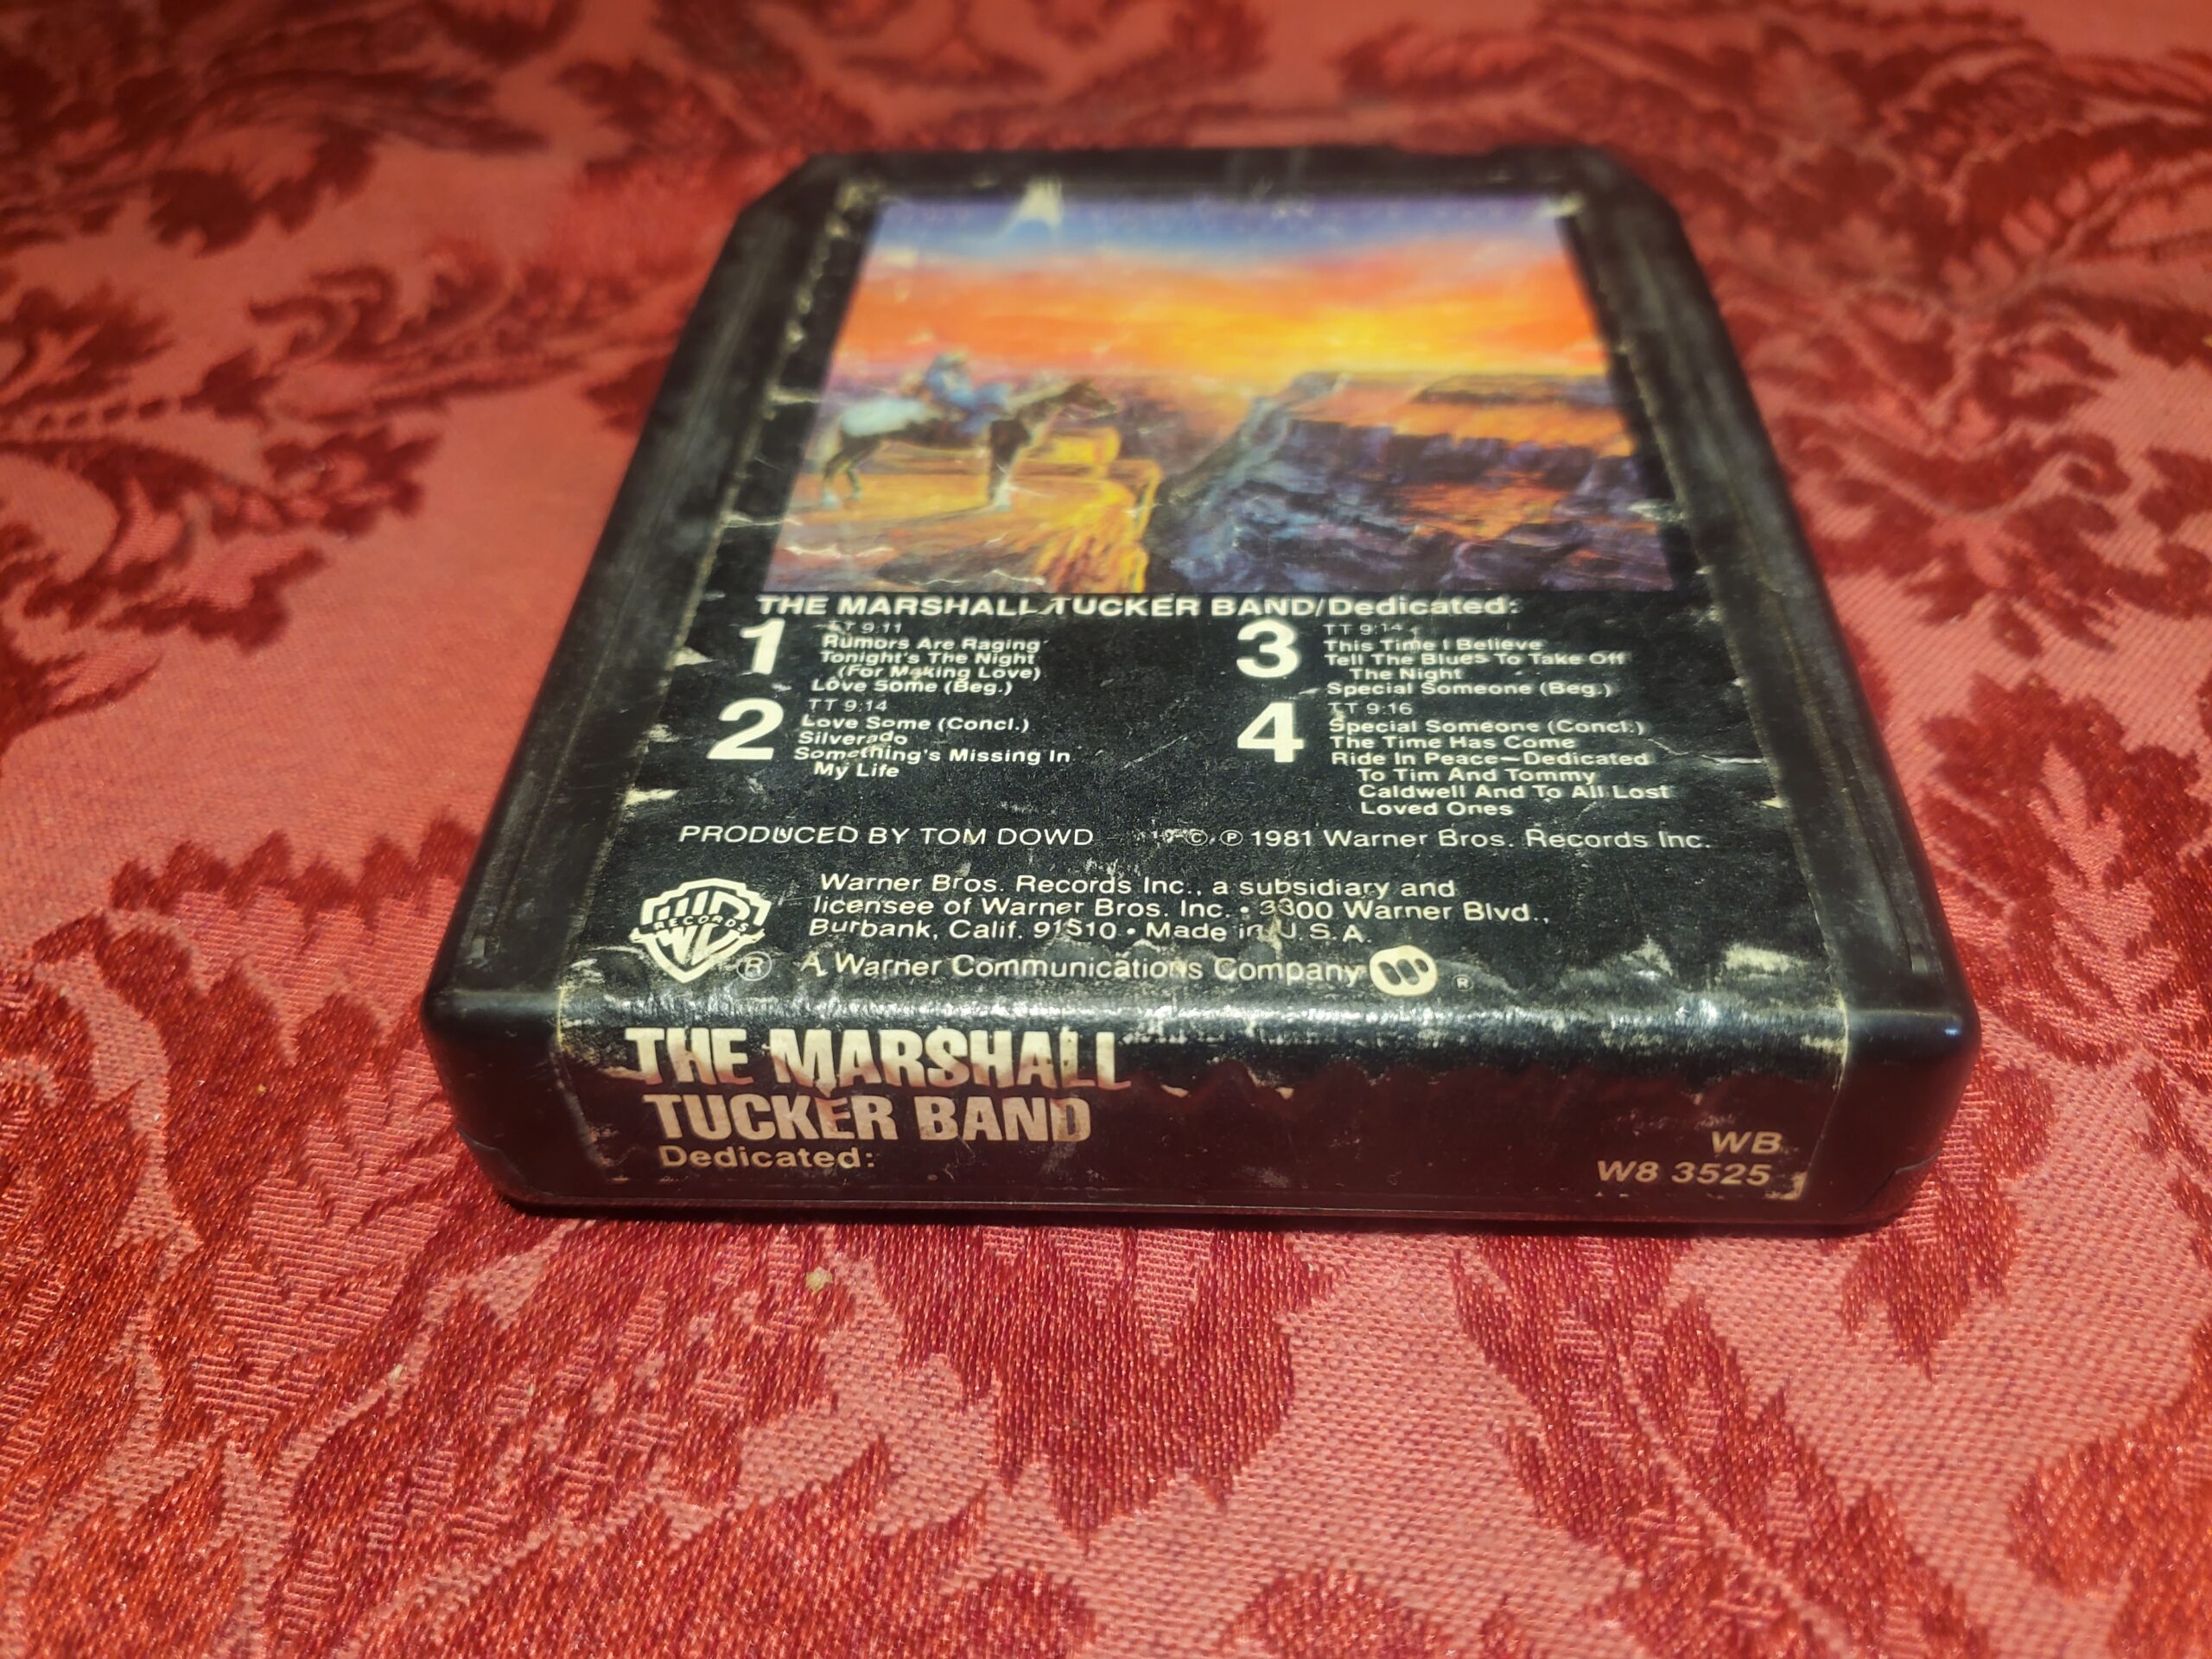 THE MARSHALL TUCKER BAND/Dedicated:
1
TT 9:11
Rumors Are Raging
Tonight's The Night
(For Making Love)
Love Some (Beg.)
2
TT 9:14
Love Some (Concl.)
Silverado
Something's Missing In
My Life
3
TT 9:14
This Time I Believe
Tell The Blues To Take Off
The Night
Special Someone (Beg.)
4
TT 9:16
Special Someone (Concl.)
The Time Has Come
Ride In Peace—Dedicated
To Tim And Tommy
Caldwell And To All Lost
Loved Ones
PRODUCED BY TOM DOWD
© ℗ 1981 Warner Bros. Records Inc.
WB RECORDS ®
Warner Bros. Records Inc., a subsidiary and
licensee of Warner Bros. Inc. • 3300 Warner Blvd.,
Burbank, Calif. 91510 • Made in U.S.A.
A Warner Communications Company ®
THE MARSHALL
TUCKER BAND
Dedicated:
WB
W8 3525